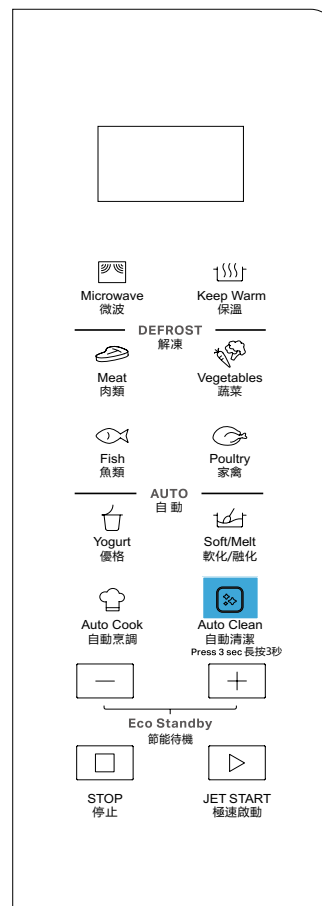 Microwave
微波
Keep Warm
保溫
DEFROST
解凍
Meat
肉類
Vegetables
蔬菜
Fish
魚類
Poultry
家禽
AUTO
自動
Yogurt
優格
Soft/Melt
軟化/融化
Auto Cook
自動烹調
Auto Clean
自動清潔
Press 3 sec 長按3秒
Eco Standby
節能待機
STOP
停止
JET START
極速啟動